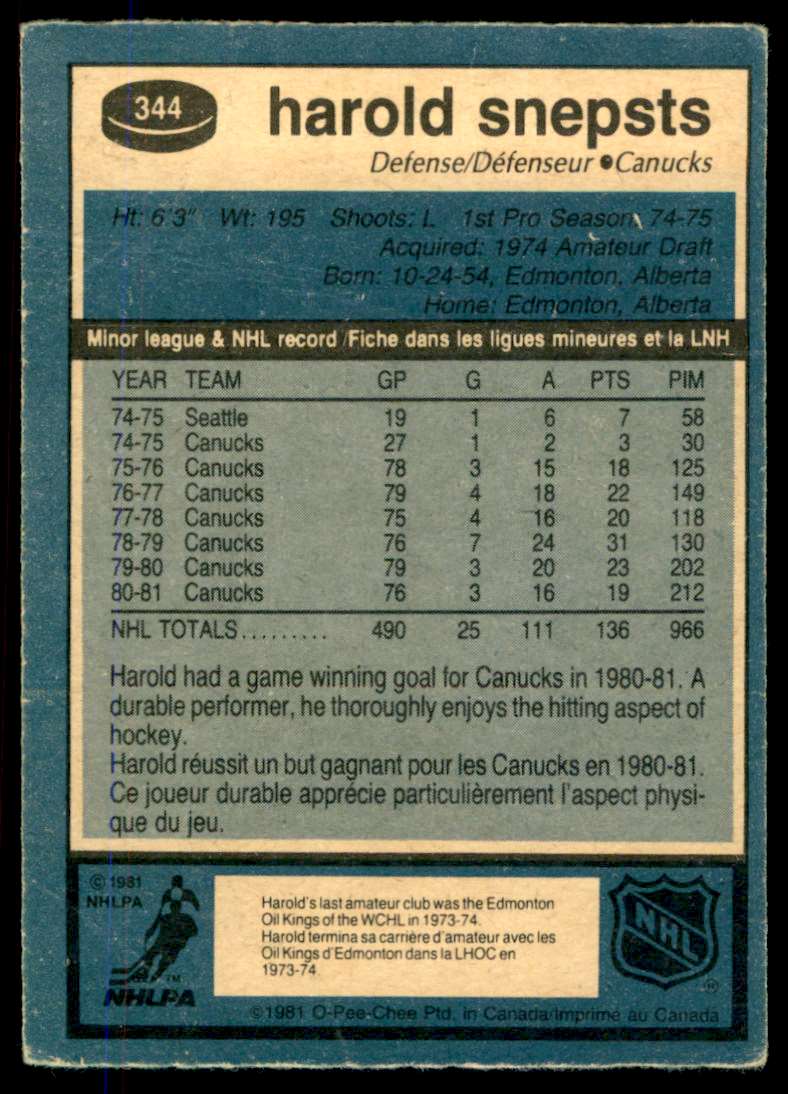 344
harold snepsts
Defense/Défenseur •Canucks
Ht: 6'3" Wt: 195 Shoots: L 1st Pro Season: 74-75
Acquired: 1974 Amateur Draft
Born: 10-24-54, Edmonton, Alberta
Home: Edmonton, Alberta
Minor league & NHL record /Fiche dans les ligues mineures et la LNH
YEAR TEAM GP G A PTS PIM
74-75 Seattle 19 1 6 7 58
74-75 Canucks 27 1 2 3 30
75-76 Canucks 78 3 15 18 125
76-77 Canucks 79 4 18 22 149
77-78 Canucks 75 4 16 20 118
78-79 Canucks 76 7 24 31 130
79-80 Canucks 79 3 20 23 202
80-81 Canucks 76 3 16 19 212
NHL TOTALS......... 490 25 111 136 966
Harold had a game winning goal for Canucks in 1980-81. A
durable performer, he thoroughly enjoys the hitting aspect of
hockey.
Harold réussit un but gagnant pour les Canucks en 1980-81.
Ce joueur durable apprécie particulièrement l'aspect physi-
que du jeu.
© 1981
NHLPA
TM
NHLPA
Harold's last amateur club was the Edmonton
Oil Kings of the WCHL in 1973-74.
Harold termina sa carrière d'amateur avec les
Oil Kings d'Edmonton dans la LHOC en
1973-74.
NHL
®
©1981 O-Pee-Chee Ptd. in Canada/Imprimé au Canada